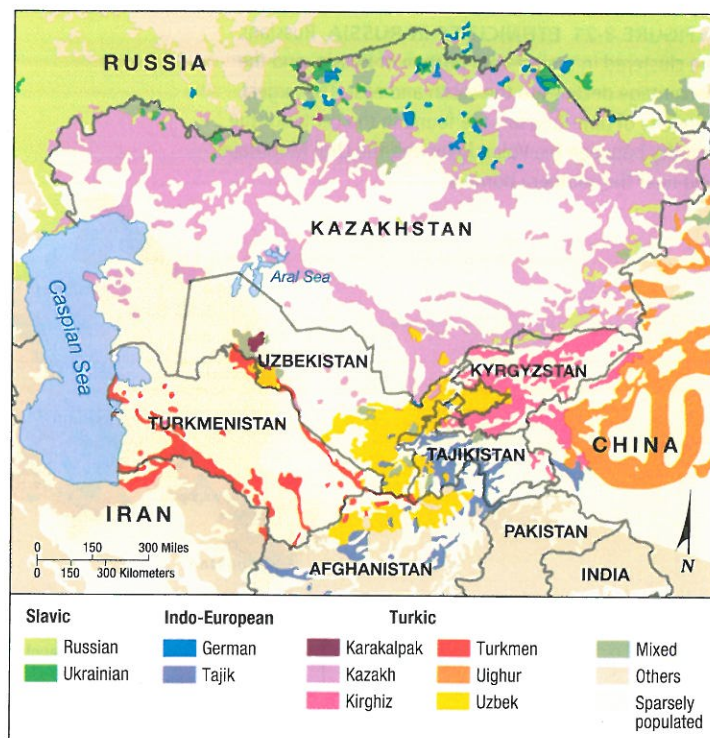 RUSSIA
KAZAKHSTAN
Aral Sea
Caspian Sea
UZBEKISTAN
KYRGYZSTAN
TURKMENISTAN
TAJIKISTAN
CHINA
IRAN
AFGHANISTAN
PAKISTAN
INDIA
0 150 300 Miles
0 150 300 Kilometers
N
Slavic
Russian
Ukrainian
Indo-European
German
Tajik
Turkic
Karakalpak
Kazakh
Kirghiz
Turkmen
Uighur
Uzbek
Mixed
Others
Sparsely
populated